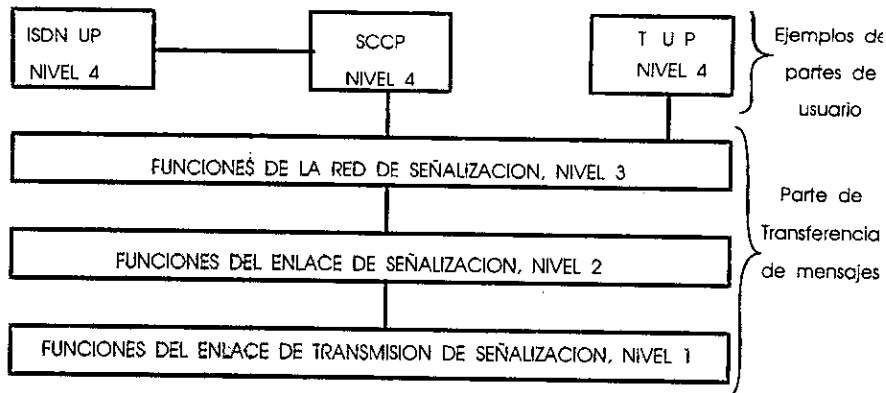 ISDN UP
NIVEL 4
SCCP
NIVEL 4
T U P
NIVEL 4
Ejemplos de
partes de
usuario
FUNCIONES DE LA RED DE SEÑALIZACION, NIVEL 3
FUNCIONES DEL ENLACE DE SEÑALIZACION, NIVEL 2
FUNCIONES DEL ENLACE DE TRANSMISION DE SEÑALIZACION, NIVEL 1
Parte de
Transferencia
de mensajes